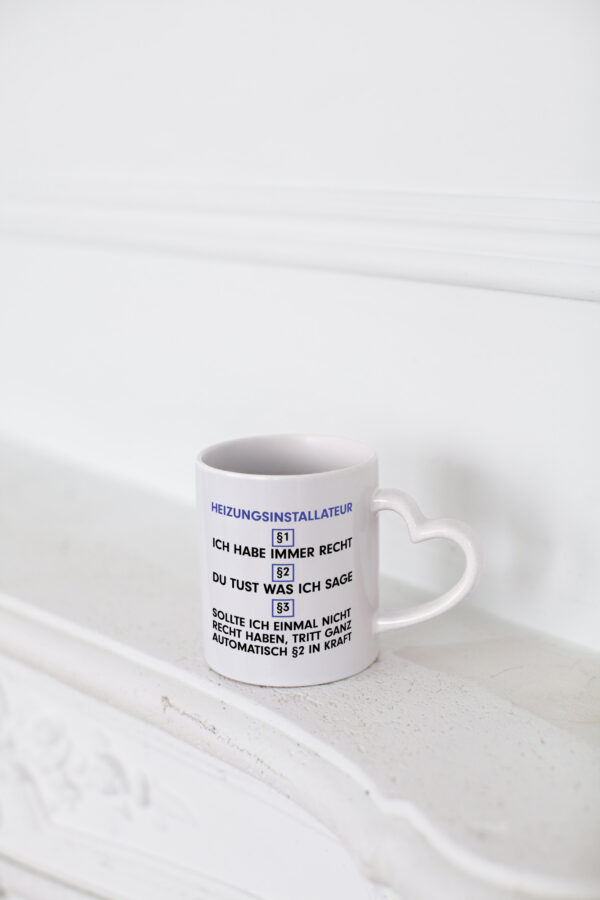 HEIZUNGSINSTALLATEUR
§1
ICH HABE IMMER RECHT
§2
DU TUST WAS ICH SAGE
§3
SOLLTE ICH EINMAL NICHT
RECHT HABEN, TRITT GANZ
AUTOMATISCH §2 IN KRAFT